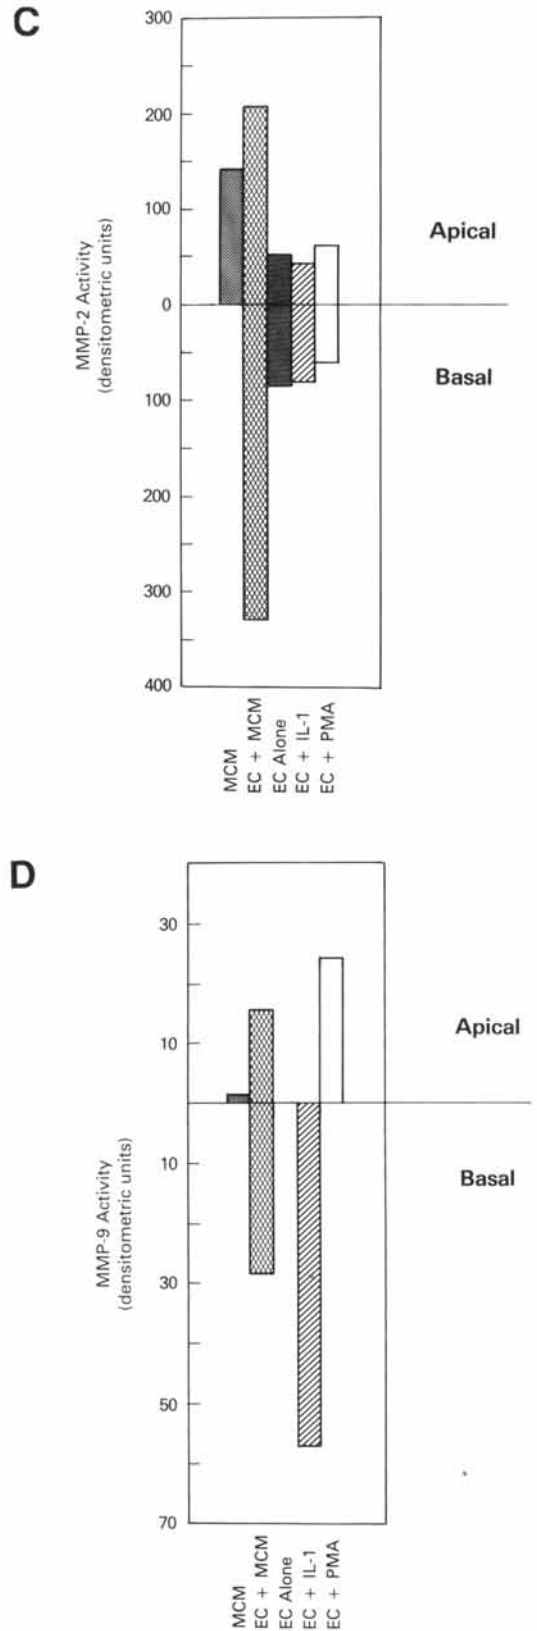 C
300
200
100
0
100
200
300
400
MMP-2 Activity
(densitometric units)
Apical
Basal
MCM
EC + MCM
EC Alone
EC + IL-1
EC + PMA
D
30
10
10
30
50
70
MMP-9 Activity
(densitometric units)
Apical
Basal
MCM
EC + MCM
EC Alone
EC + IL-1
EC + PMA